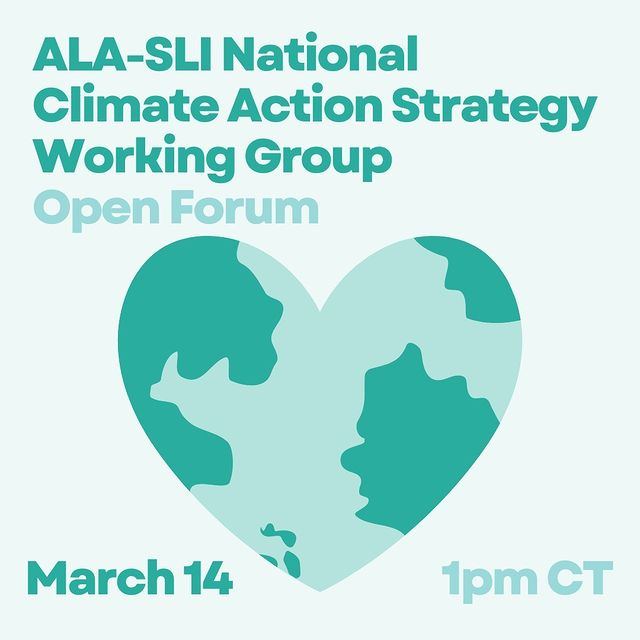 ALA-SLI National
Climate Action Strategy
Working Group
Open Forum
March 14
1pm CT